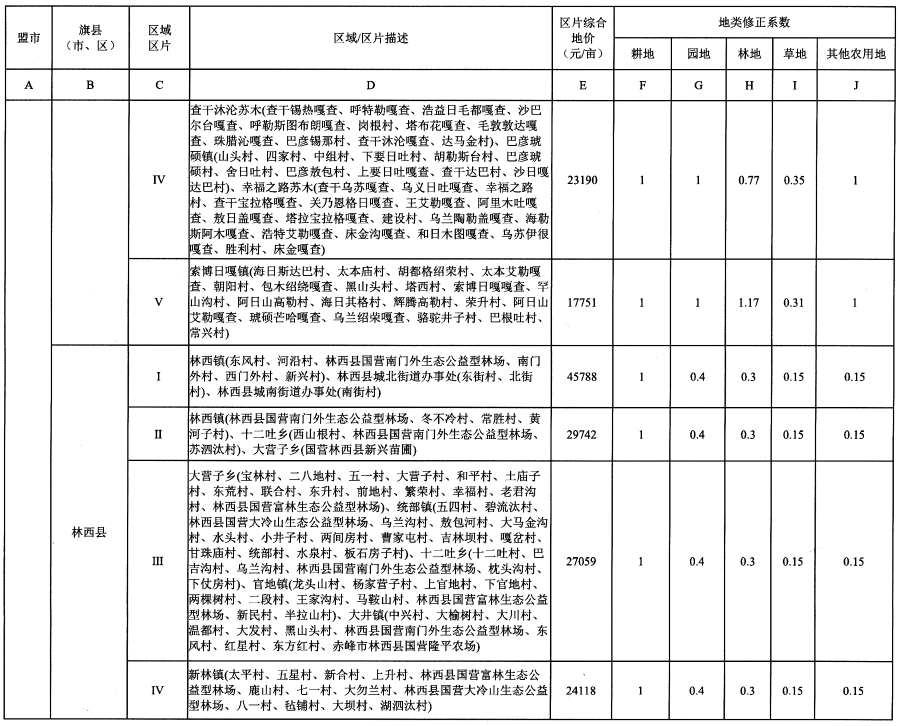 盟市
旗县
（市、区）
区域
区片
区域/区片描述
区片综合
地价
（元/亩）
地类修正系数
耕地
园地
林地
草地
其他农用地
A
B
C
D
E
F
G
H
I
J
IV
查干沐沦苏木(查干锡热嘎查、呼特勒嘎查、浩益日毛都嘎查、沙巴
尔台嘎查、呼勒斯图布朗嘎查、岗根村、塔布花嘎查、毛敦敦达嘎
查、珠腊沁嘎查、巴彦锡那村、查干沐沦嘎查、达马金村)、巴彦琥
硕镇(山头村、四家村、中组村、下要日吐村、胡勒斯台村、巴彦琥
硕村、舍日吐村、巴彦敖包村、上要日吐嘎查、查干达巴村、沙日嘎
达巴村)、幸福之路苏木(查干乌苏嘎查、乌义日吐嘎查、幸福之路
村、查干宝拉格嘎查、关乃恩格日嘎查、王艾勒嘎查、阿里木吐嘎
查、敖日盖嘎查、塔拉宝拉格嘎查、建设村、乌兰陶勒盖嘎查、海勒
斯阿木嘎查、浩特艾勒嘎查、床金沟嘎查、和日木图嘎查、乌苏伊很
嘎查、胜利村、床金嘎查)
23190
1
1
0.77
0.35
1
V
索博日嘎镇(海日斯达巴村、太本庙村、胡都格绍荣村、太本艾勒嘎
查、朝阳村、包木绍绕嘎查、黑山头村、塔西村、索博日嘎嘎查、罕
山沟村、阿日山高勒村、海日其格村、辉腾高勒村、荣升村、阿日山
艾勒嘎查、琥硕芒哈嘎查、乌兰绍荣嘎查、骆驼井子村、巴根吐村、
常兴村)
17751
1
1
1.17
0.31
1
林西县
I
林西镇(东风村、河沿村、林西县国营南门外生态公益型林场、南门
外村、西门外村、新兴村)、林西县城北街道办事处(东街村、北街
村)、林西县城南街道办事处(南街村)
45788
1
0.4
0.3
0.15
0.15
II
林西镇(林西县国营南门外生态公益型林场、冬不冷村、常胜村、黄
河子村)、十二吐乡(西山根村、林西县国营南门外生态公益型林场、
苏泗汰村)、大营子乡(国营林西县新兴苗圃)
29742
1
0.4
0.3
0.15
0.15
III
大营子乡(宝林村、二八地村、五一村、大营子村、和平村、土庙子
村、东荒村、联合村、东升村、前地村、繁荣村、幸福村、老君沟
村、林西县国营富林生态公益型林场)、统部镇(五四村、碧流汰村、
林西县国营大冷山生态公益型林场、乌兰沟村、敖包河村、大马金沟
村、水头村、小井子村、两间房村、曹家屯村、吉林坝村、嘎岔村、
甘珠庙村、统部村、水泉村、板石房子村)、十二吐乡(十二吐村、巴
吉沟村、乌兰沟村、林西县国营南门外生态公益型林场、枕头沟村、
下仗房村)、官地镇(龙头山村、杨家营子村、上官地村、下官地村、
两棵树村、二段村、王家沟村、马鞍山村、林西县国营富林生态公益
型林场、新民村、半拉山村)、大井镇(中兴村、大榆树村、大川村、
温都村、大发村、黑山头村、林西县国营南门外生态公益型林场、东
风村、红星村、东方红村、赤峰市林西县国营隆平农场)
27059
1
0.4
0.3
0.15
0.15
IV
新林镇(太平村、五星村、新合村、上升村、林西县国营富林生态公
益型林场、鹿山村、七一村、大勿兰村、林西县国营大冷山生态公益
型林场、八一村、毡铺村、大坝村、湖泗汰村)
24118
1
0.4
0.3
0.15
0.15